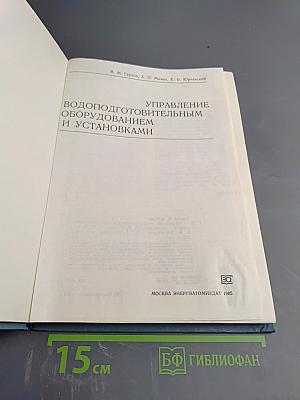 УПРАВЛЕНИЕ
ВОДОПОДГОТОВИТЕЛЬНЫМ
ОБОРУДОВАНИЕМ
И УСТАНОВКАМИ
МОСКВА ЭНЕРГОАТОМИЗДАТ 1985
15 см
БФ ГИБЛИОФАН